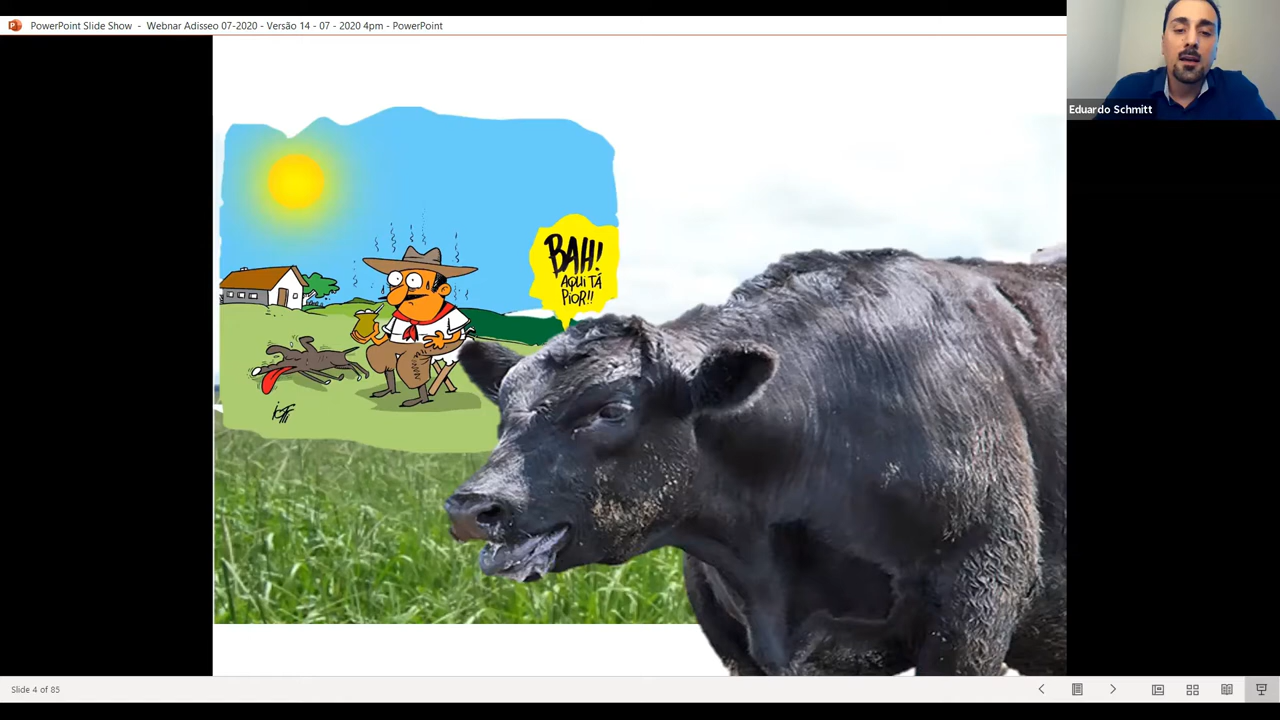 PowerPoint Slide Show - Webnar Adisseo 07-2020 - Versão 14 - 07 - 2020 4pm - PowerPoint
Eduardo Schmitt
BAH!
AQUI TÁ
PIOR!!
Slide 4 of 85